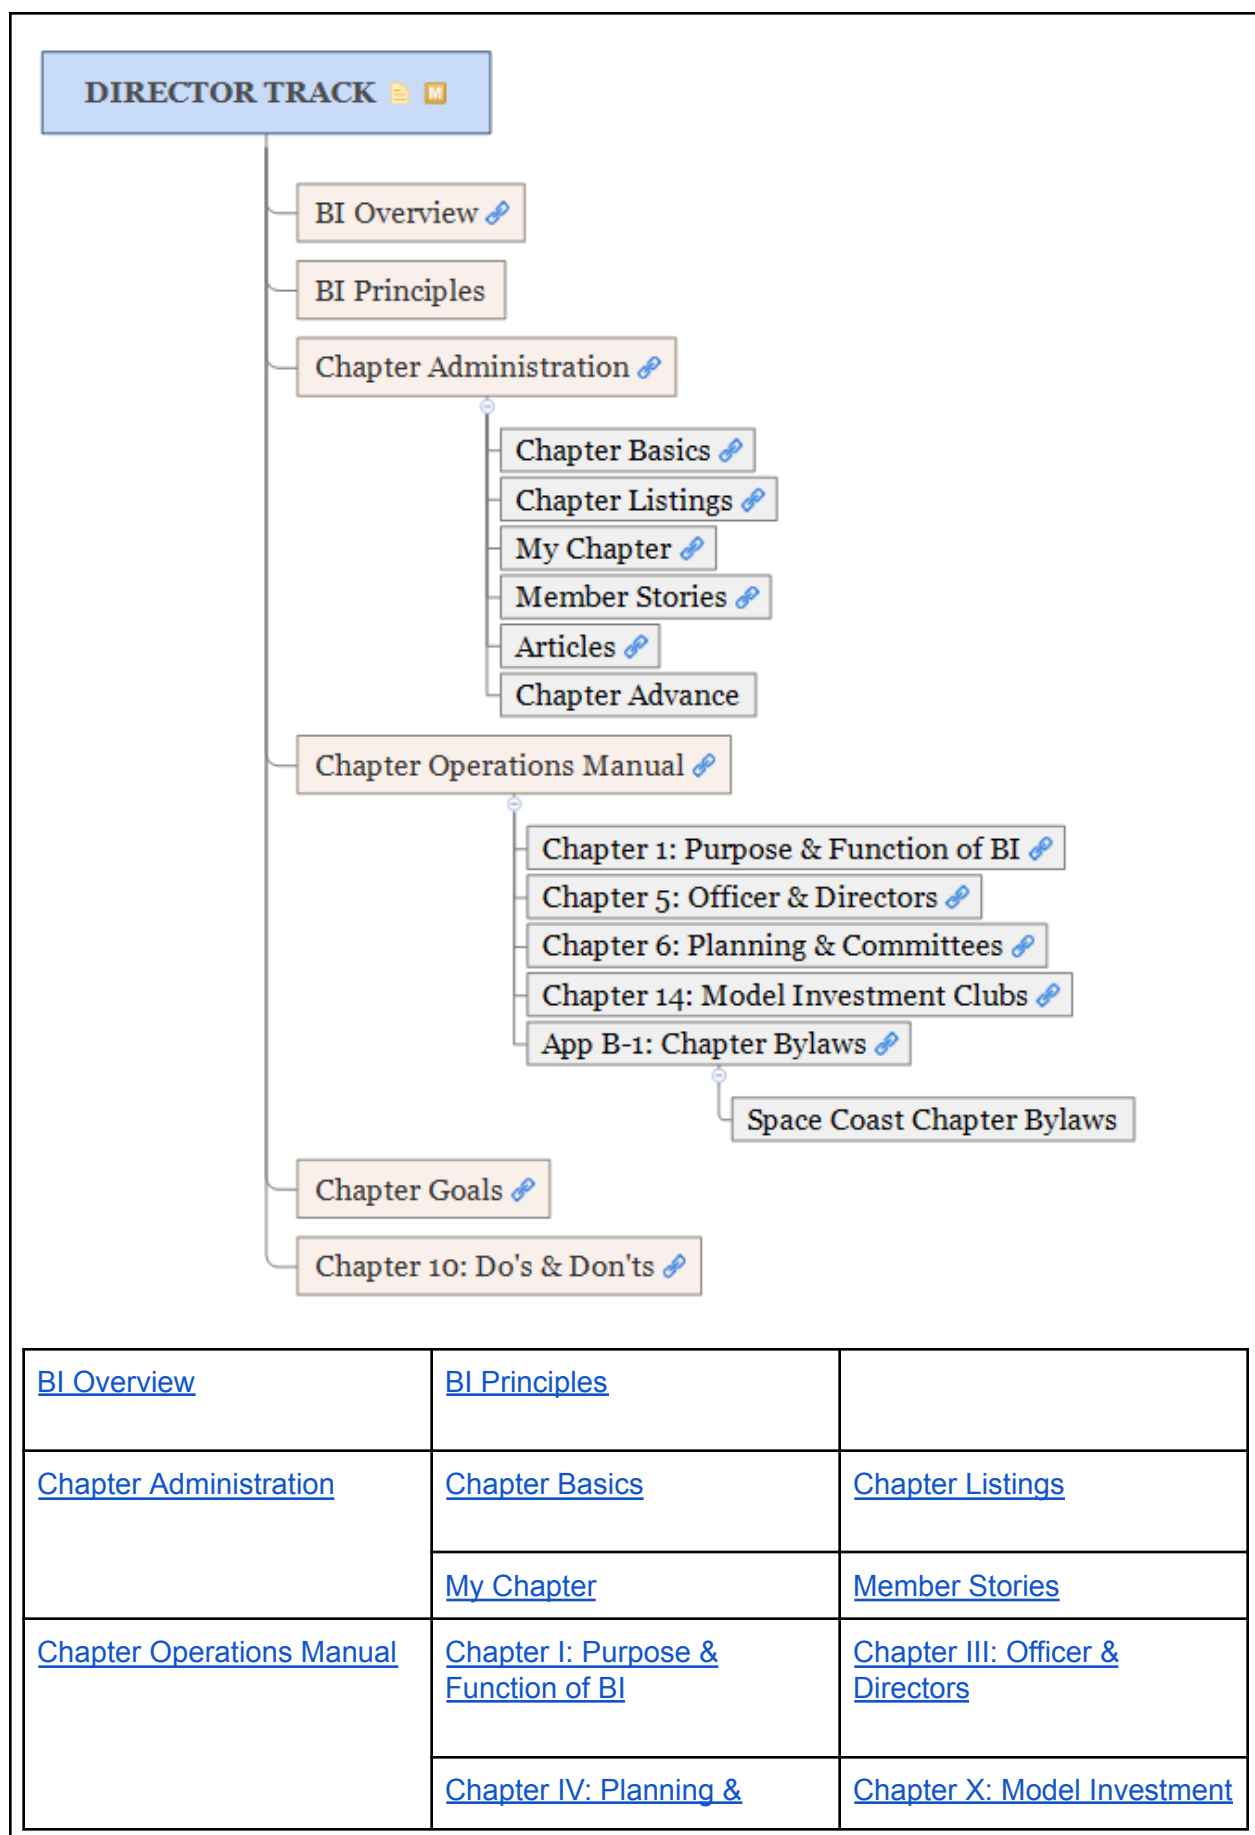 DIRECTOR TRACK
BI Overview
BI Principles
Chapter Administration
Chapter Basics
Chapter Listings
My Chapter
Member Stories
Articles
Chapter Advance
Chapter Operations Manual
Chapter 1: Purpose & Function of BI
Chapter 5: Officer & Directors
Chapter 6: Planning & Committees
Chapter 14: Model Investment Clubs
App B-1: Chapter Bylaws
Space Coast Chapter Bylaws
Chapter Goals
Chapter 10: Do's & Don'ts
BI Overview
BI Principles
Chapter Administration
Chapter Basics
Chapter Listings
My Chapter
Member Stories
Chapter Operations Manual
Chapter I: Purpose &
Function of BI
Chapter III: Officer &
Directors
Chapter IV: Planning &
Chapter X: Model Investment